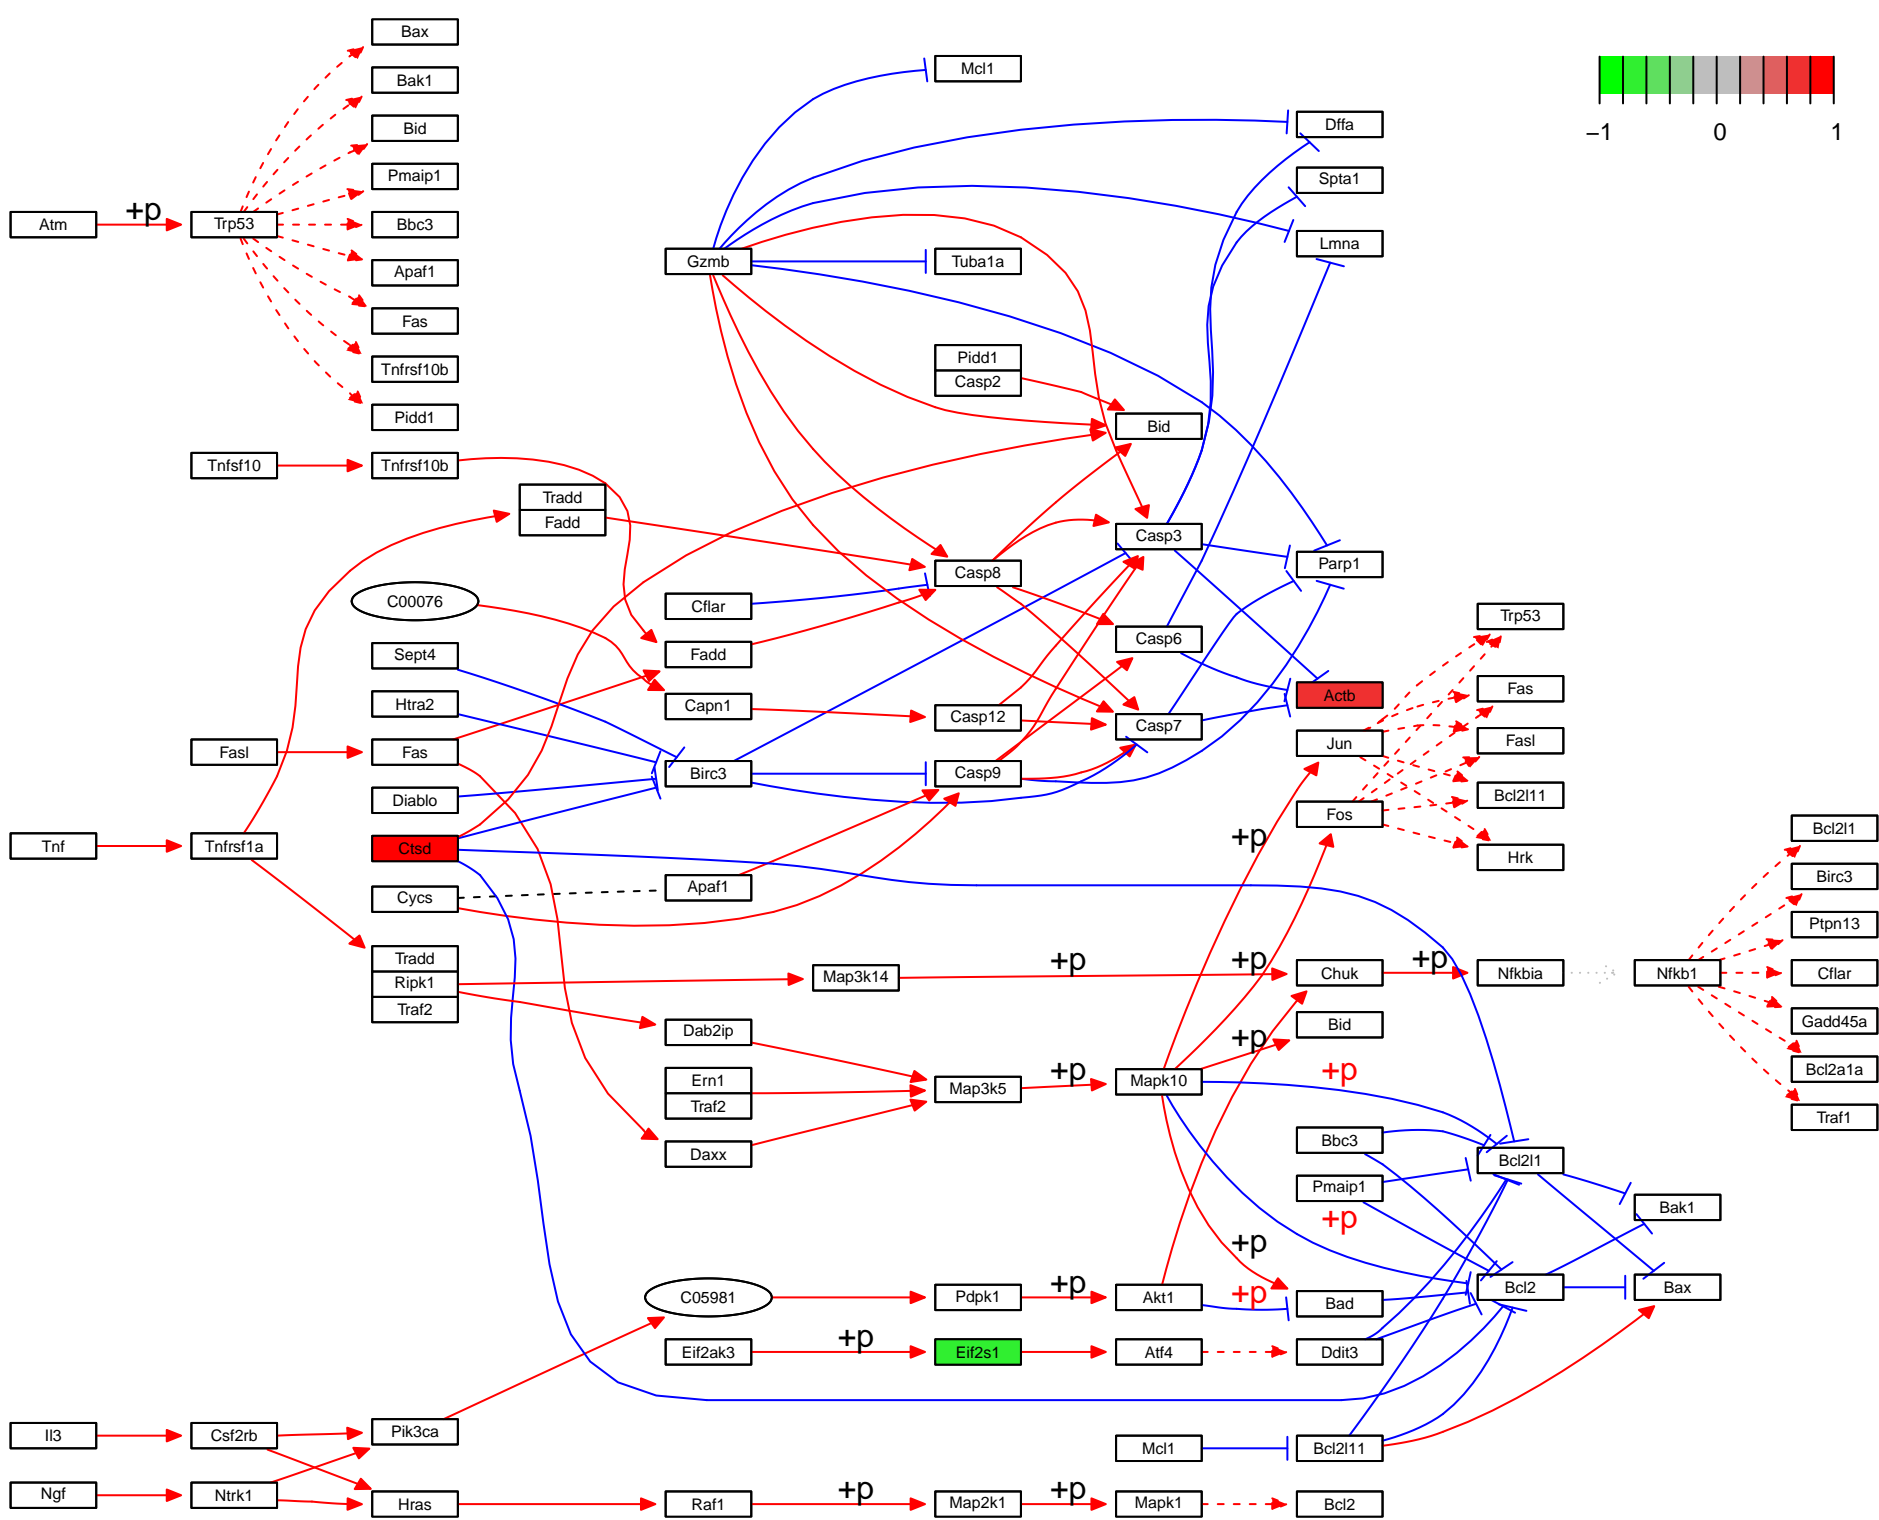 Bax
Mcl1
Bak1
Dffa
−1 0 1
Bid
Pmaip1
Spta1
+p
Atm
Trp53
Bbc3
Lmna
Apaf1
Gzmb
Tuba1a
Fas
Tnfrsf10b
Pidd1
Casp2
Pidd1
Bid
Tnfsf10
Tnfrsf10b
Tradd
Fadd
Casp3
Casp8
Parp1
C00076
Cflar
Trp53
Sept4
Fadd
Casp6
Fas
Actb
Htra2
Capn1
Casp12
Casp7
Jun
Fasl
Fasl
Fas
Birc3
Casp9
Diablo
Bcl2l11
Fos
Bcl2l1
+p
Tnf
Tnfrsf1a
Ctsd
Hrk
Birc3
Cycs
Apaf1
Ptpn13
Tradd
Ripk1
Traf2
Map3k14
+p
+p
Chuk
+p
Nfkbia
Nfkb1
Cflar
Dab2ip
Bid
Gadd45a
+p
Ern1
Traf2
Map3k5
+p
Mapk10
+p
Bcl2a1a
Traf1
Daxx
Bbc3
Bcl2l1
Pmaip1
Bak1
+p
+p
C05981
Pdpk1
+p
Akt1
+p
Bad
Bcl2
Bax
Eif2ak3
+p
Eif2s1
Atf4
Ddit3
Il3
Csf2rb
Pik3ca
Mcl1
Bcl2l11
Ngf
Ntrk1
Hras
Raf1
+p
Map2k1
+p
Mapk1
Bcl2